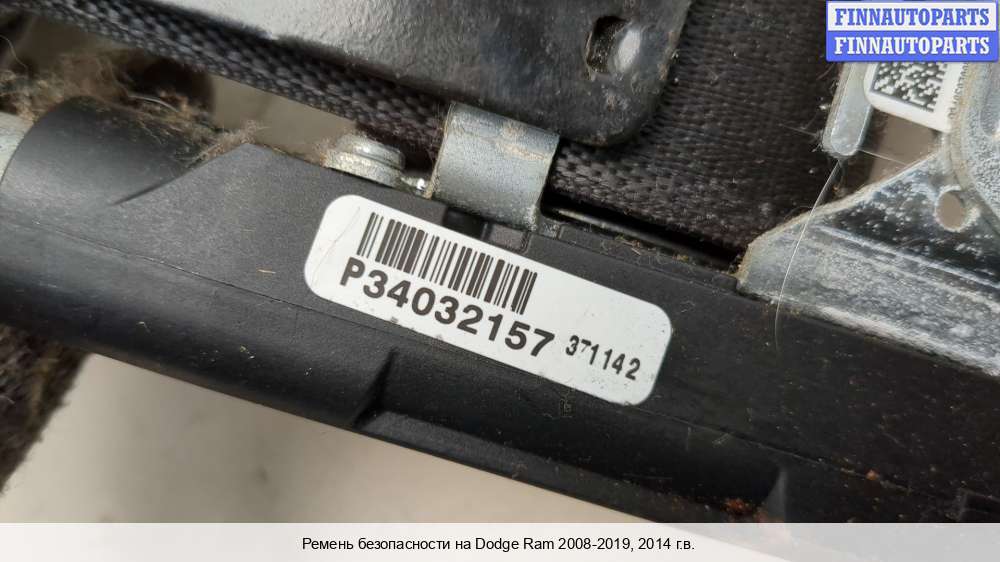 FINNAUTOPARTS
FINNAUTOPARTS
P34032157 371142
Ремень безопасности на Dodge Ram 2008-2019, 2014 г.в.